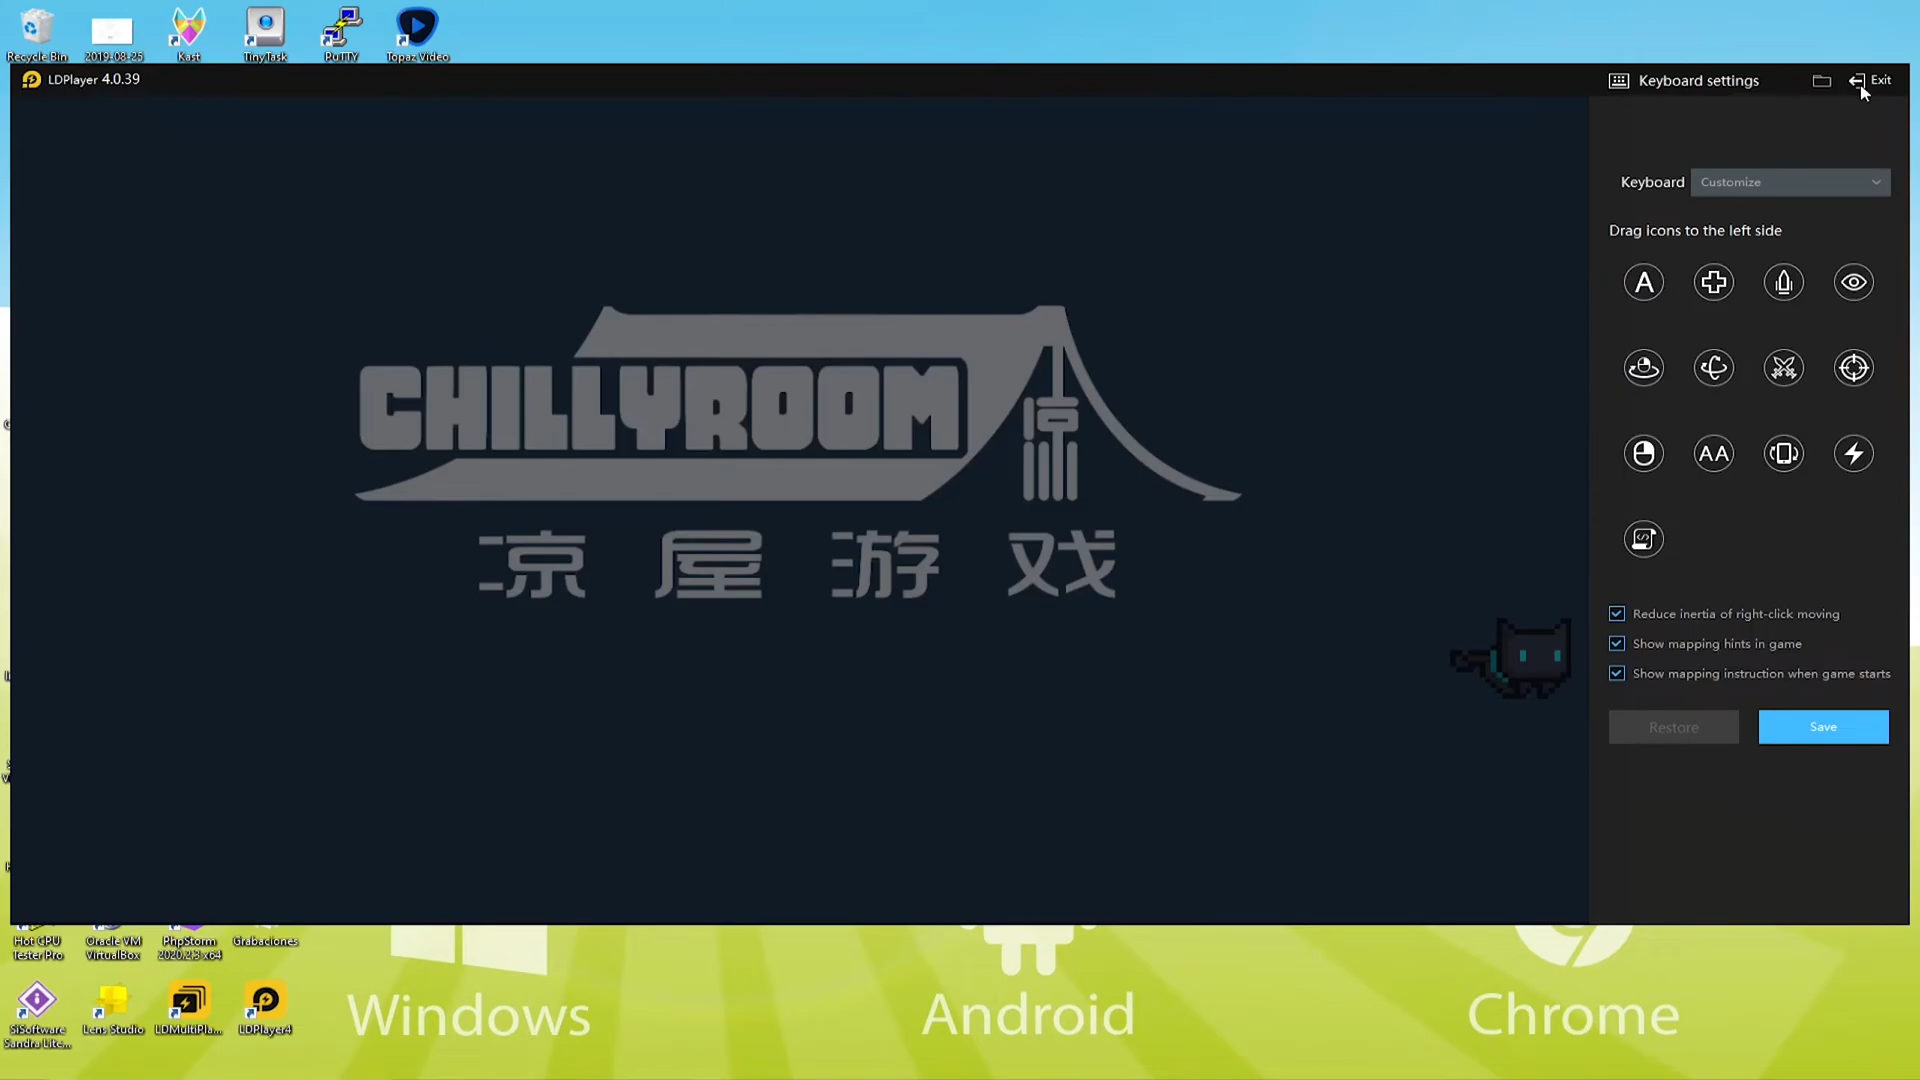 Recycle Bin
2019-08-25
Kast
TinyTask
PuTTY
Topaz Video
LDPlayer 4.0.39
Keyboard settings
Exit
Keyboard
Customize
Drag icons to the left side
A
AA
CHILLYROOM
凉屋游戏
Reduce inertia of right-click moving
Show mapping hints in game
Show mapping instruction when game starts
Restore
Save
Hot CPU
Tester Pro
Oracle VM
VirtualBox
PhpStorm
2020.2.3 x64
Grabaciones
SiSoftware
Sandra Lite...
Lens Studio
LDMultiPla...
LDPlayer4
Windows
Android
Chrome